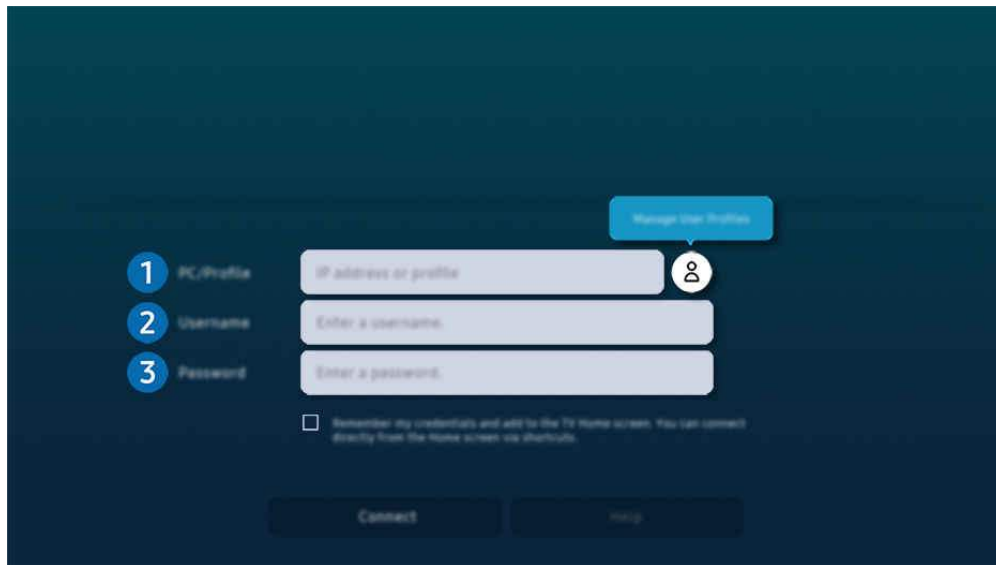 Manage User Profiles
1 PC/Profile IP address or profile
2 Username Enter a username.
3 Password Enter a password.
Remember my credentials and add to the TV Home screen. You can connect
directly from the Home screen via shortcuts.
Connect Help